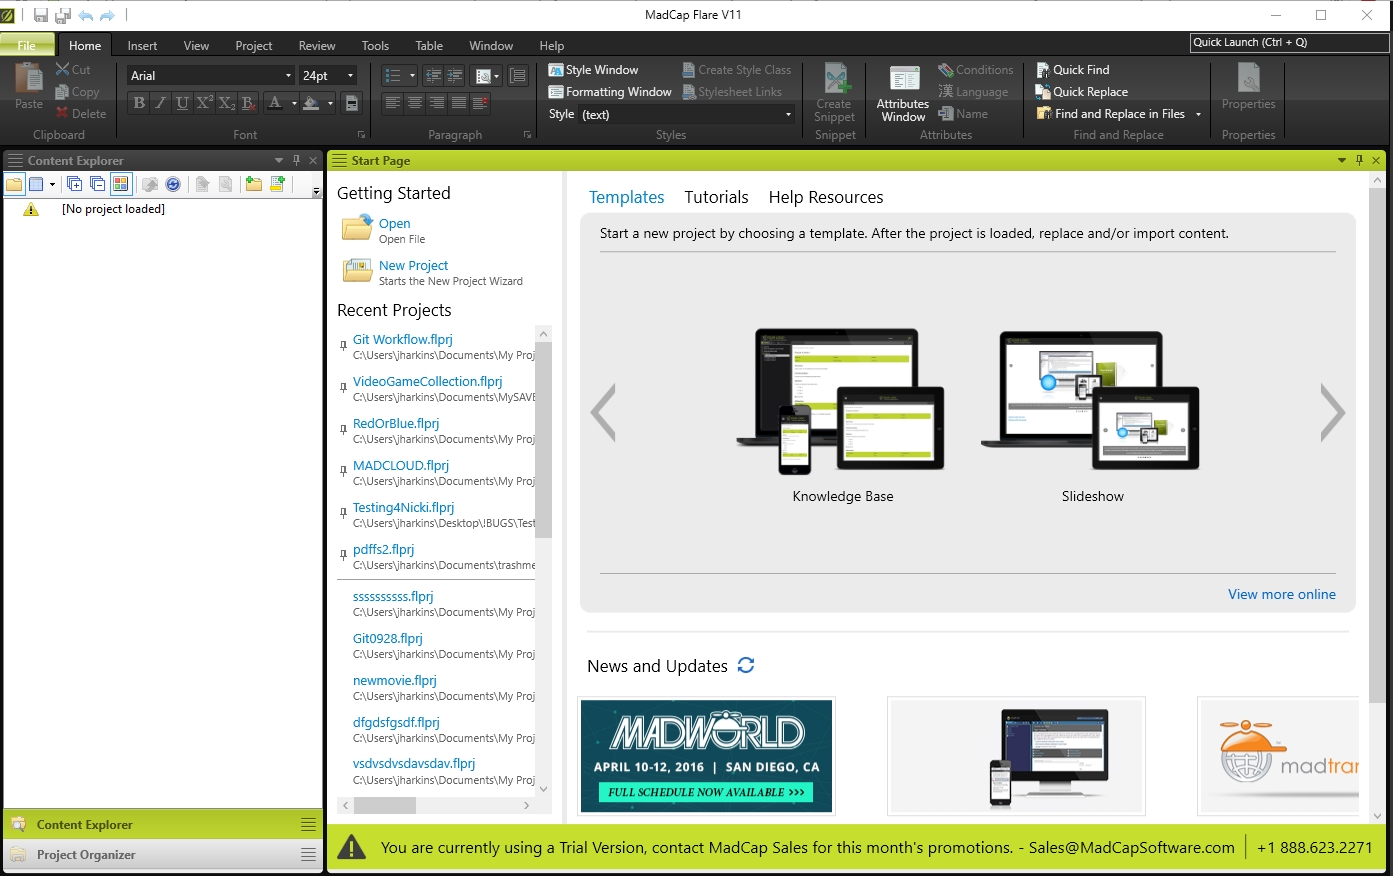 MadCap Flare V11
File Home Insert View Project Review Tools Table Window Help
Quick Launch (Ctrl + Q)
Paste
Cut
Copy
Delete
Clipboard
Arial 24pt
B I U X² X₂ B
A
Font
Paragraph
Style Window
Formatting Window
Style (text)
Create Style Class
Stylesheet Links
Styles
Create
Snippet
Snippet
Attributes
Window
Conditions
Language
Name
Attributes
Quick Find
Quick Replace
Find and Replace in Files
Find and Replace
Properties
Properties
Content Explorer
[No project loaded]
Content Explorer
Project Organizer
Start Page
Getting Started
Open
Open File
New Project
Starts the New Project Wizard
Recent Projects
Git Workflow.flprj
C:\Users\jharkins\Documents\My Proj
VideoGameCollection.flprj
C:\Users\jharkins\Documents\MySAVE
RedOrBlue.flprj
C:\Users\jharkins\Documents\My Proj
MADCLOUD.flprj
C:\Users\jharkins\Documents\My Proj
Testing4Nicki.flprj
C:\Users\jharkins\Desktop\!BUGS\Test
pdffs2.flprj
C:\Users\jharkins\Documents\trashme
ssssssssss.flprj
C:\Users\jharkins\Documents\My Proj
Git0928.flprj
C:\Users\jharkins\Documents\My Proj
newmovie.flprj
C:\Users\jharkins\Documents\My Proj
dfgdsfgsdf.flprj
C:\Users\jharkins\Documents\My Proj
vsdvsdvsdavsdav.flprj
C:\Users\jharkins\Documents\My Proj
Templates Tutorials Help Resources
Start a new project by choosing a template. After the project is loaded, replace and/or import content.
Knowledge Base
Slideshow
View more online
News and Updates
MADWORLD
APRIL 10-12, 2016 | SAN DIEGO, CA
FULL SCHEDULE NOW AVAILABLE >>>
madtran
You are currently using a Trial Version, contact MadCap Sales for this month's promotions. - Sales@MadCapSoftware.com
+1 888.623.2271